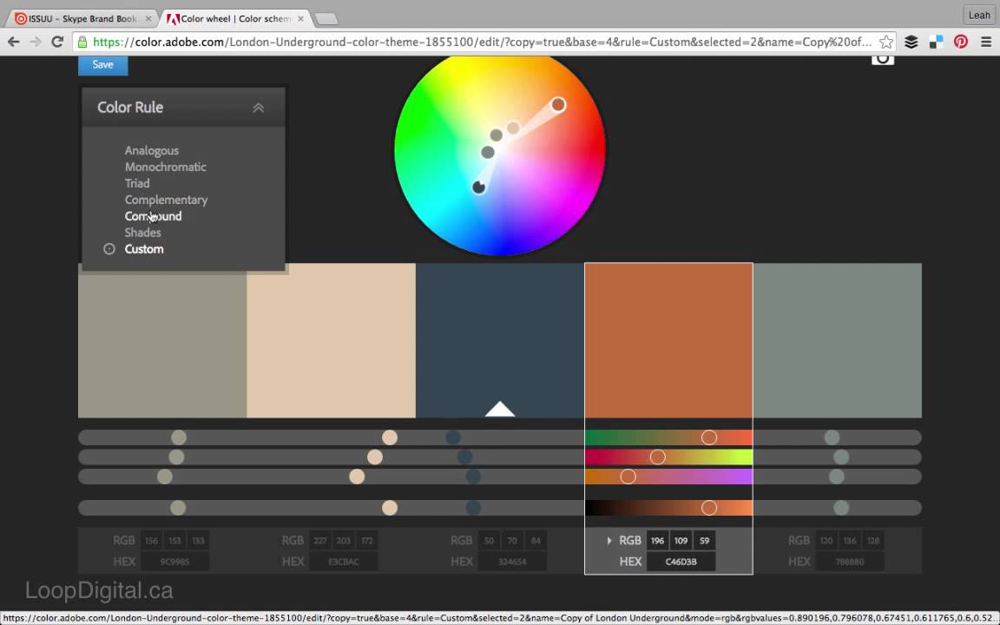 ISSUU - Skype Brand Book
Color wheel | Color schem
Leah
https://color.adobe.com/London-Underground-color-theme-1855100/edit/?copy=true&base=4&rule=Custom&selected=2&name=Copy%20of...
Save
Color Rule
Analogous
Monochromatic
Triad
Complementary
Compound
Shades
Custom
RGB 156 153 133
HEX 9C9985
RGB 227 203 172
HEX E3CBAC
RGB 50 70 84
HEX 324654
RGB 196 109 59
HEX C46D3B
RGB 120 136 128
HEX 788880
LoopDigital.ca
https://color.adobe.com/London-Underground-color-theme-1855100/edit/?copy=true&base=4&rule=Custom&selected=2&name=Copy of London Underground&mode=rgb&rgbvalues=0.890196,0.796078,0.67451,0.611765,0.6,0.52...